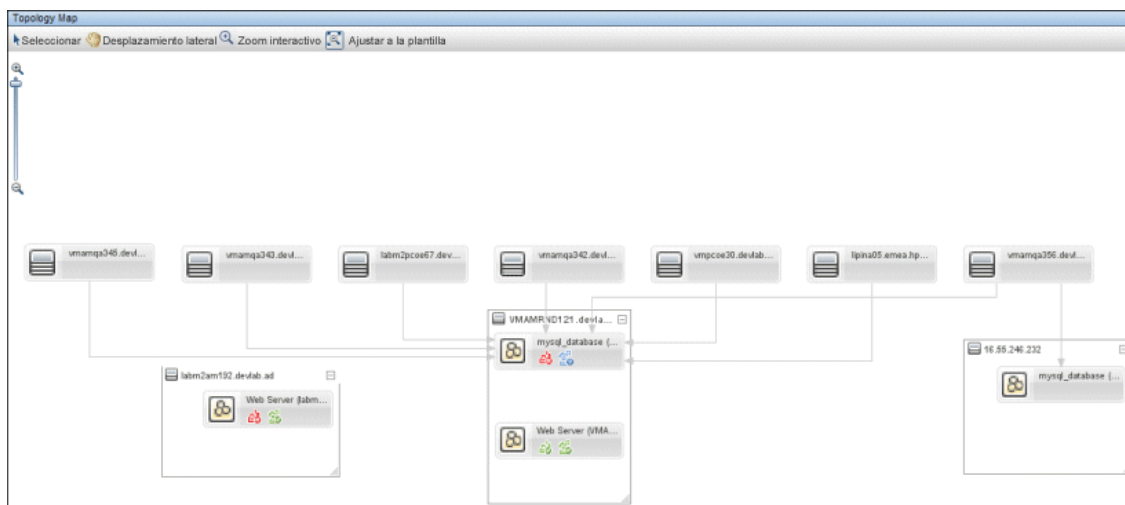 Topology Map
Seleccionar Desplazamiento lateral Zoom interactivo Ajustar a la plantilla
vmamqa345.devl... vmamqa343.devl... labm2pcoe67.dev... vmamqa342.devl... vmpcoe30.devlab... lipina05.emea.hp... vmamqa356.devl...
VMAMRND121.devla...
mysql_database (...
16.55.246.232
labm2am192.devlab.ad
mysql_database (...
Web Server (labm...
Web Server (VMA...